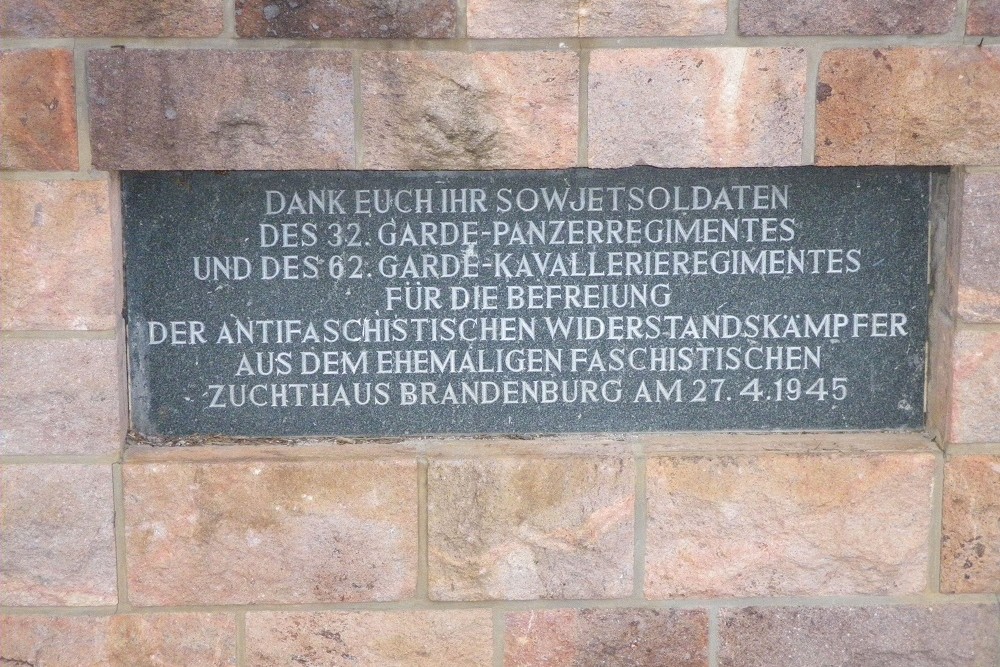 DANK EUCH IHR SOWJETSOLDATEN
DES 32. GARDE-PANZERREGIMENTES
UND DES 62. GARDE-KAVALLERIEREGIMENTES
FÜR DIE BEFREIUNG
DER ANTIFASCHISTISCHEN WIDERSTANDSKÄMPFER
AUS DEM EHEMALIGEN FASCHISTISCHEN
ZUCHTHAUS BRANDENBURG AM 27.4.1945